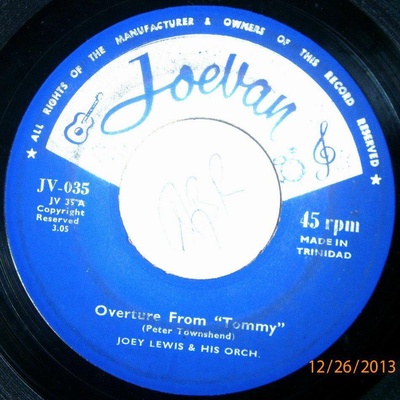 ★ ALL RIGHTS OF THE MANUFACTURER & OWNERS OF THIS RECORD RESERVED ★
Joevan
JV-035
JV 35 A
Copyright
Reserved
3.05
45 rpm
MADE IN
TRINIDAD
Overture From "Tommy"
(Peter Townshend)
JOEY LEWIS & HIS ORCH.
12/26/2013